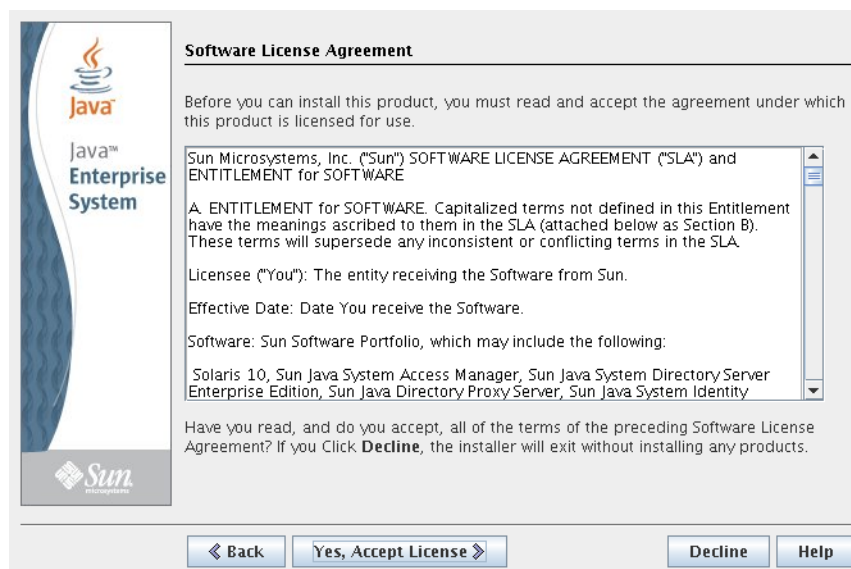 Java™
Java™
Enterprise
System
Sun
microsystems
Software License Agreement
Before you can install this product, you must read and accept the agreement under which
this product is licensed for use.
Sun Microsystems, Inc. ("Sun") SOFTWARE LICENSE AGREEMENT ("SLA") and
ENTITLEMENT for SOFTWARE
A. ENTITLEMENT for SOFTWARE. Capitalized terms not defined in this Entitlement
have the meanings ascribed to them in the SLA (attached below as Section B).
These terms will supersede any inconsistent or conflicting terms in the SLA.
Licensee ("You"): The entity receiving the Software from Sun.
Effective Date: Date You receive the Software.
Software: Sun Software Portfolio, which may include the following:
Solaris 10, Sun Java System Access Manager, Sun Java System Directory Server
Enterprise Edition, Sun Java Directory Proxy Server, Sun Java System Identity
Have you read, and do you accept, all of the terms of the preceding Software License
Agreement? If you Click Decline, the installer will exit without installing any products.
Back
Yes, Accept License
Decline
Help